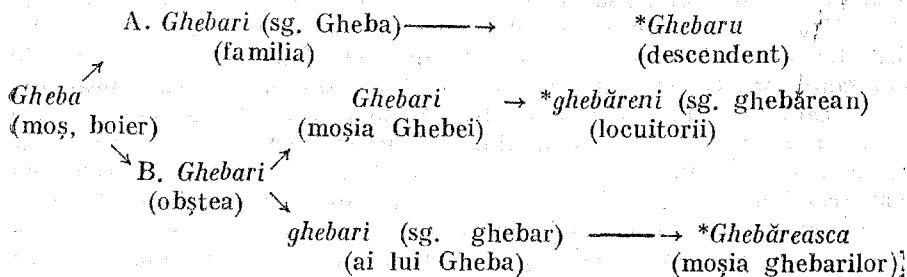 A. Ghebari (sg. Gheba) ———→ *Ghebaru
(familia) (descendent)
↗
Gheba Ghebari → *ghebăreni (sg. ghebărean)
(moș, boier) (moșia Ghebei) (locuitorii)
↘ ↗
B. Ghebari
(obștea) ↘
ghebari (sg. ghebar) ———→ *Ghebăreasca
(ai lui Gheba) (moșia ghebarilor)]